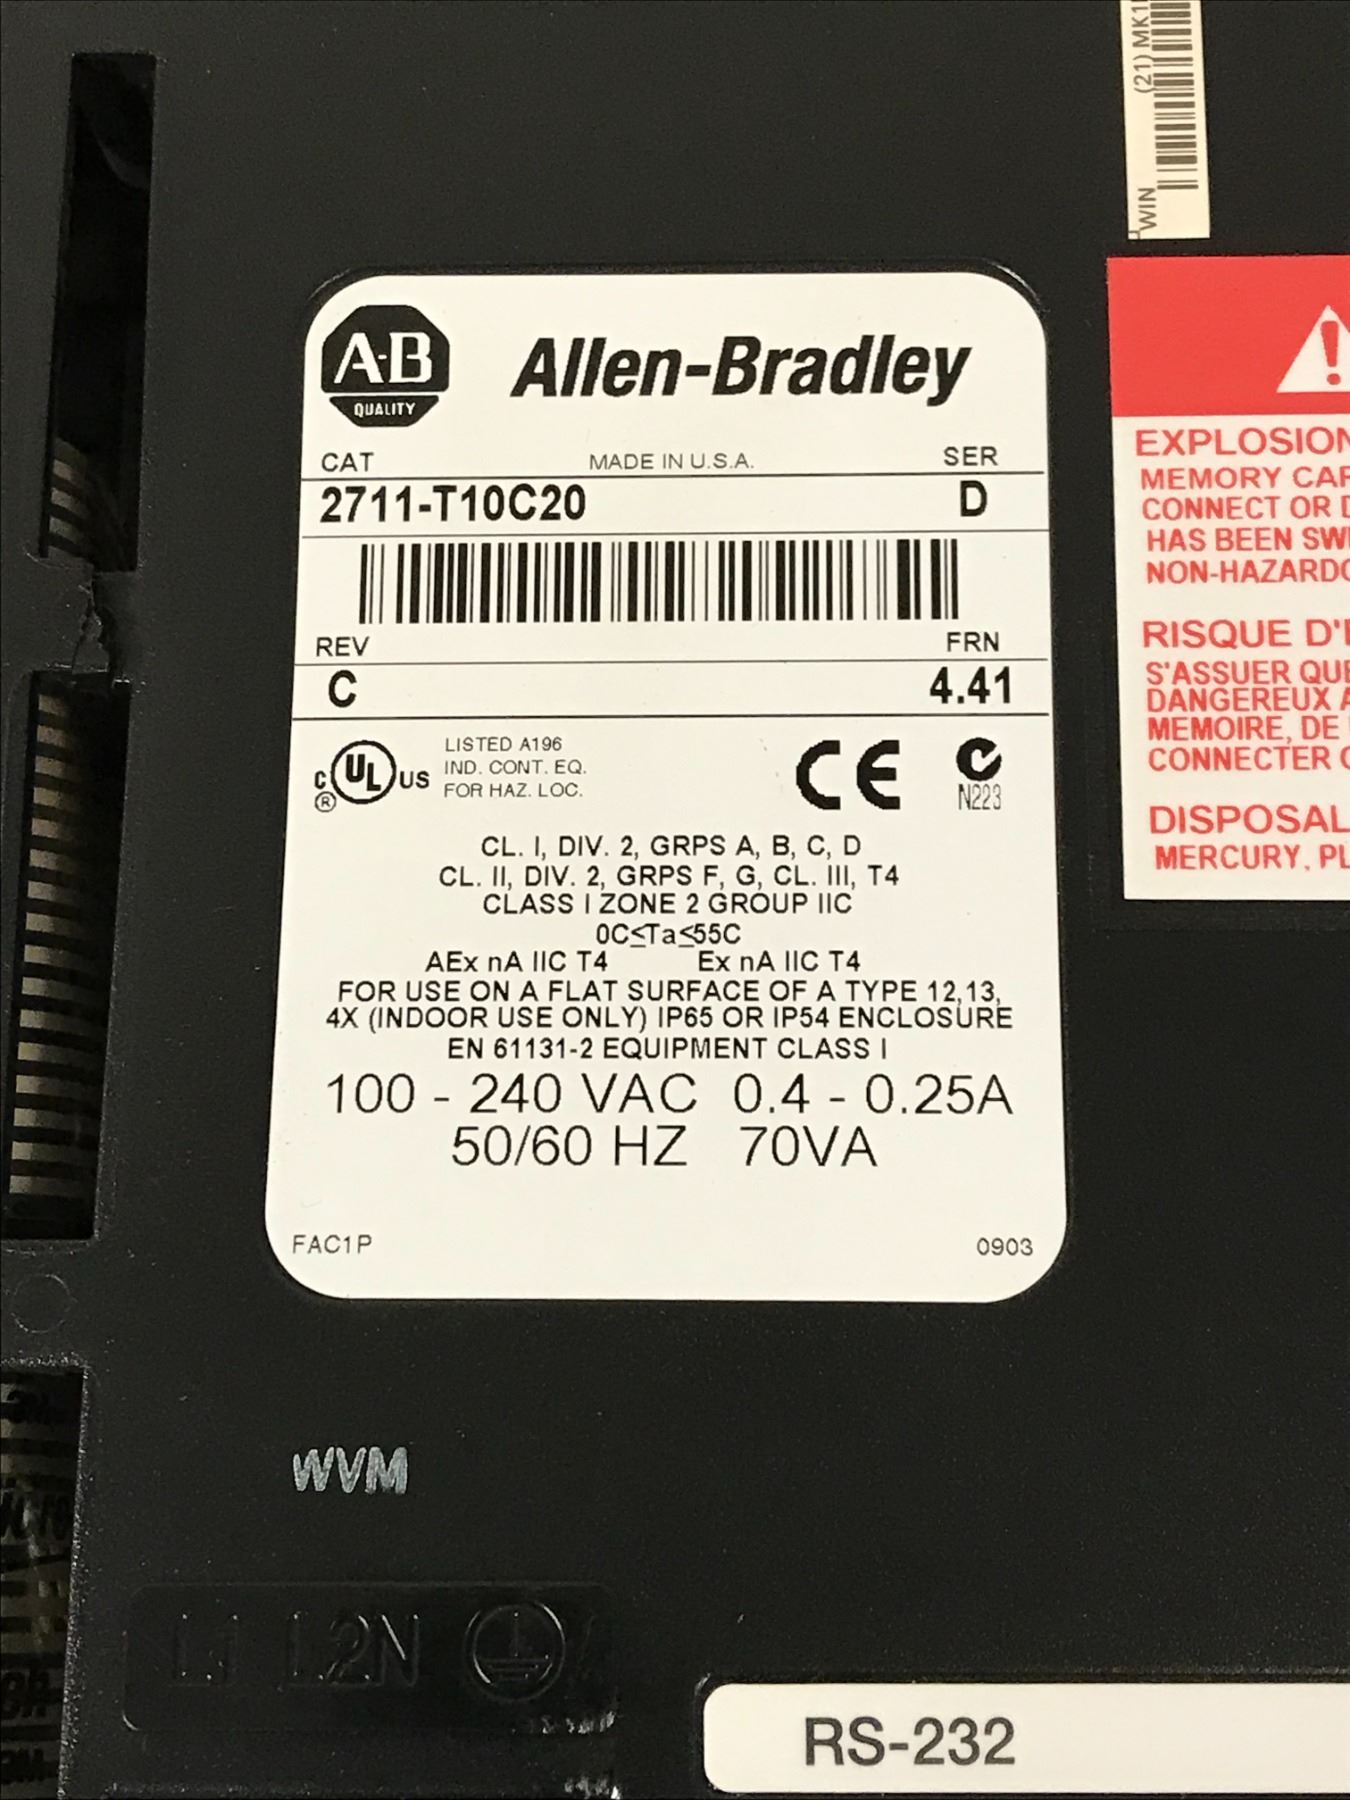 (21) MK1
WIN
A-B
QUALITY
Allen-Bradley
CAT MADE IN U.S.A. SER
2711-T10C20 D
REV FRN
C 4.41
C UL US ®
LISTED A196
IND. CONT. EQ.
FOR HAZ. LOC.
CE
N223
CL. I, DIV. 2, GRPS A, B, C, D
CL. II, DIV. 2, GRPS F, G, CL. III, T4
CLASS I ZONE 2 GROUP IIC
0C≤Ta≤55C
AEx nA IIC T4 Ex nA IIC T4
FOR USE ON A FLAT SURFACE OF A TYPE 12,13,
4X (INDOOR USE ONLY) IP65 OR IP54 ENCLOSURE
EN 61131-2 EQUIPMENT CLASS I
100 - 240 VAC 0.4 - 0.25A
50/60 HZ 70VA
FAC1P 0903
EXPLOSION
MEMORY CAR
CONNECT OR
HAS BEEN SW
NON-HAZARDO
RISQUE D'
S'ASSUER QUE
DANGEREUX A
MEMOIRE, DE
CONNECTER
DISPOSAL
MERCURY, PL
WVM
L1 L2N
RS-232